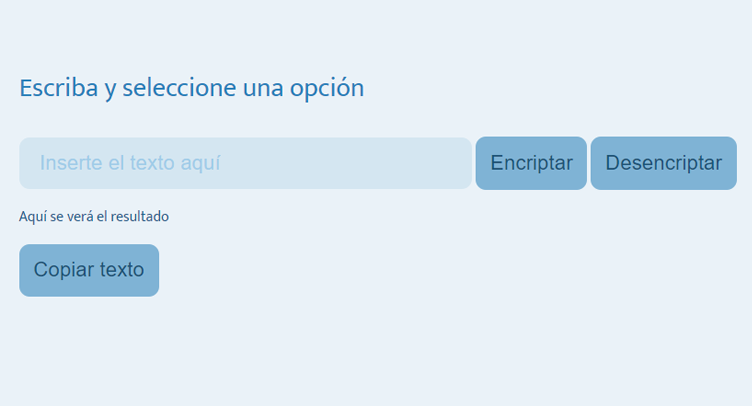 Escriba y seleccione una opción
Inserte el texto aquí Encriptar Desencriptar
Aquí se verá el resultado
Copiar texto